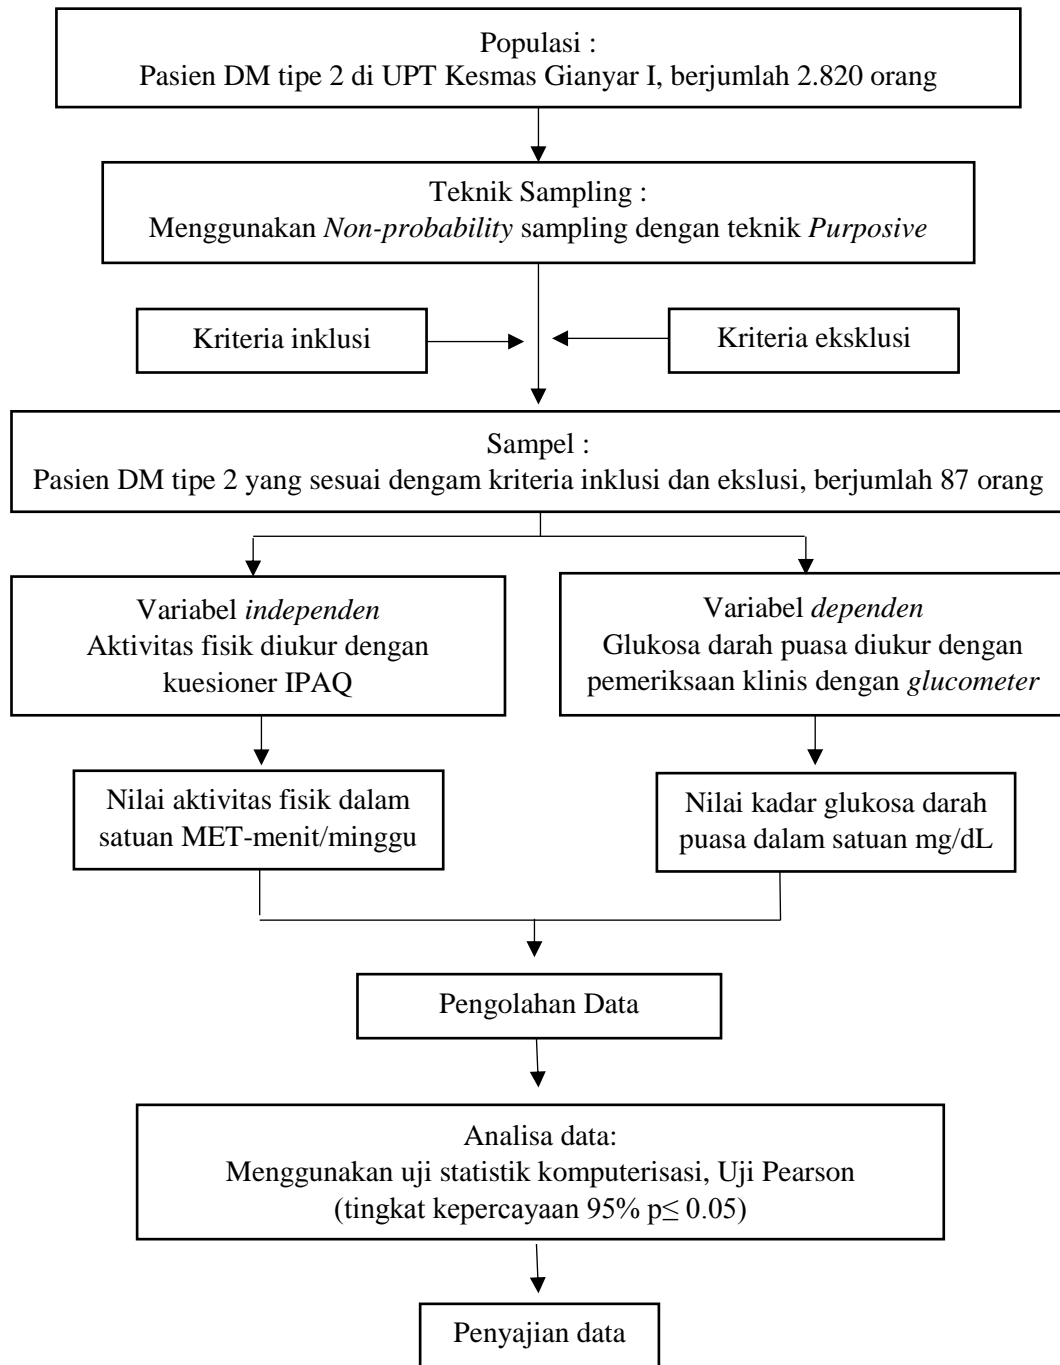 Populasi :
Pasien DM tipe 2 di UPT Kesmas Gianyar I, berjumlah 2.820 orang
Teknik Sampling :
Menggunakan Non-probability sampling dengan teknik Purposive
Kriteria inklusi
Kriteria eksklusi
Sampel :
Pasien DM tipe 2 yang sesuai dengam kriteria inklusi dan ekslusi, berjumlah 87 orang
Variabel independen
Aktivitas fisik diukur dengan
kuesioner IPAQ
Variabel dependen
Glukosa darah puasa diukur dengan
pemeriksaan klinis dengan glucometer
Nilai aktivitas fisik dalam
satuan MET-menit/minggu
Nilai kadar glukosa darah
puasa dalam satuan mg/dL
Pengolahan Data
Analisa data:
Menggunakan uji statistik komputerisasi, Uji Pearson
(tingkat kepercayaan 95% p≤ 0.05)
Penyajian data